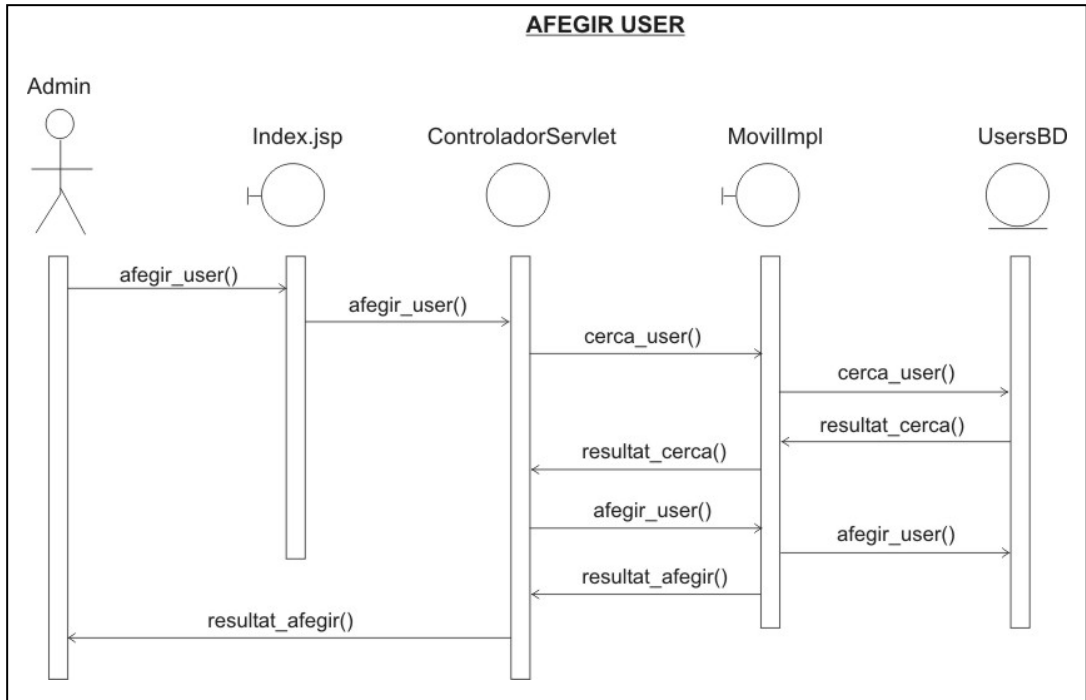 AFEGIR USER
Admin
Index.jsp
ControladorServlet
MovilImpl
UsersBD
afegir_user()
afegir_user()
cerca_user()
cerca_user()
resultat_cerca()
resultat_cerca()
afegir_user()
afegir_user()
resultat_afegir()
resultat_afegir()